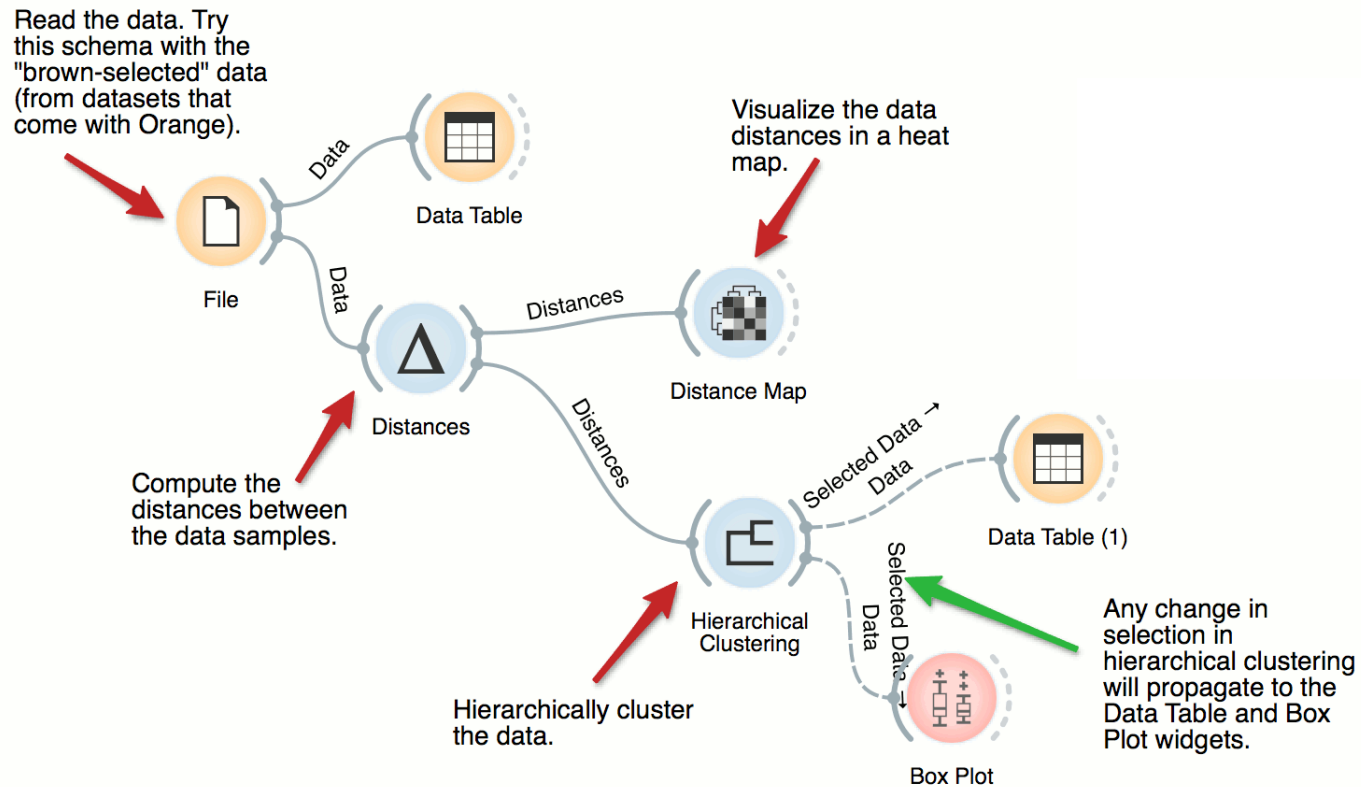 Read the data. Try
this schema with the
"brown-selected" data
(from datasets that
come with Orange).
Data
Data Table
Visualize the data
distances in a heat
map.
File
Data
Distances
Distances
Distance Map
Compute the
distances between
the data samples.
Distances
Selected Data →
Data
Data Table (1)
Hierarchical
Clustering
Selected Data →
Data
Any change in
selection in
hierarchical clustering
will propagate to the
Data Table and Box
Plot widgets.
Hierarchically cluster
the data.
Box Plot